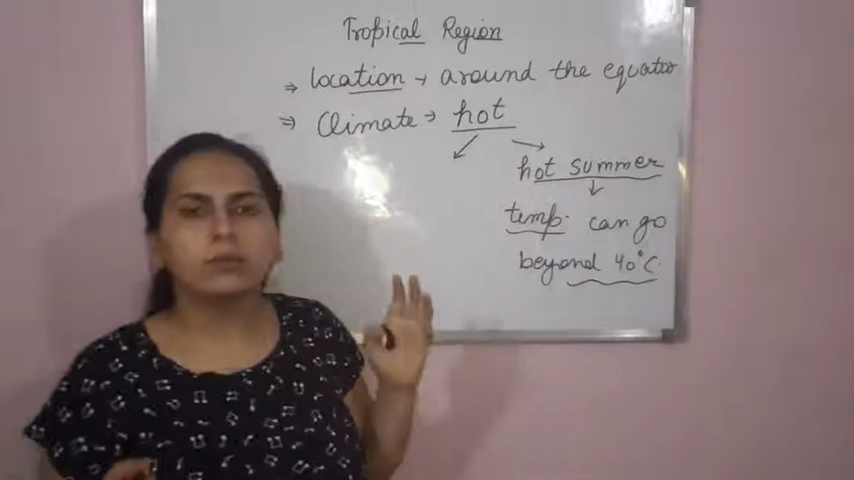 Tropical Region
⇒ location → around the equator
⇒ Climate → hot
hot summer
temp. can go
beyond 40°C.